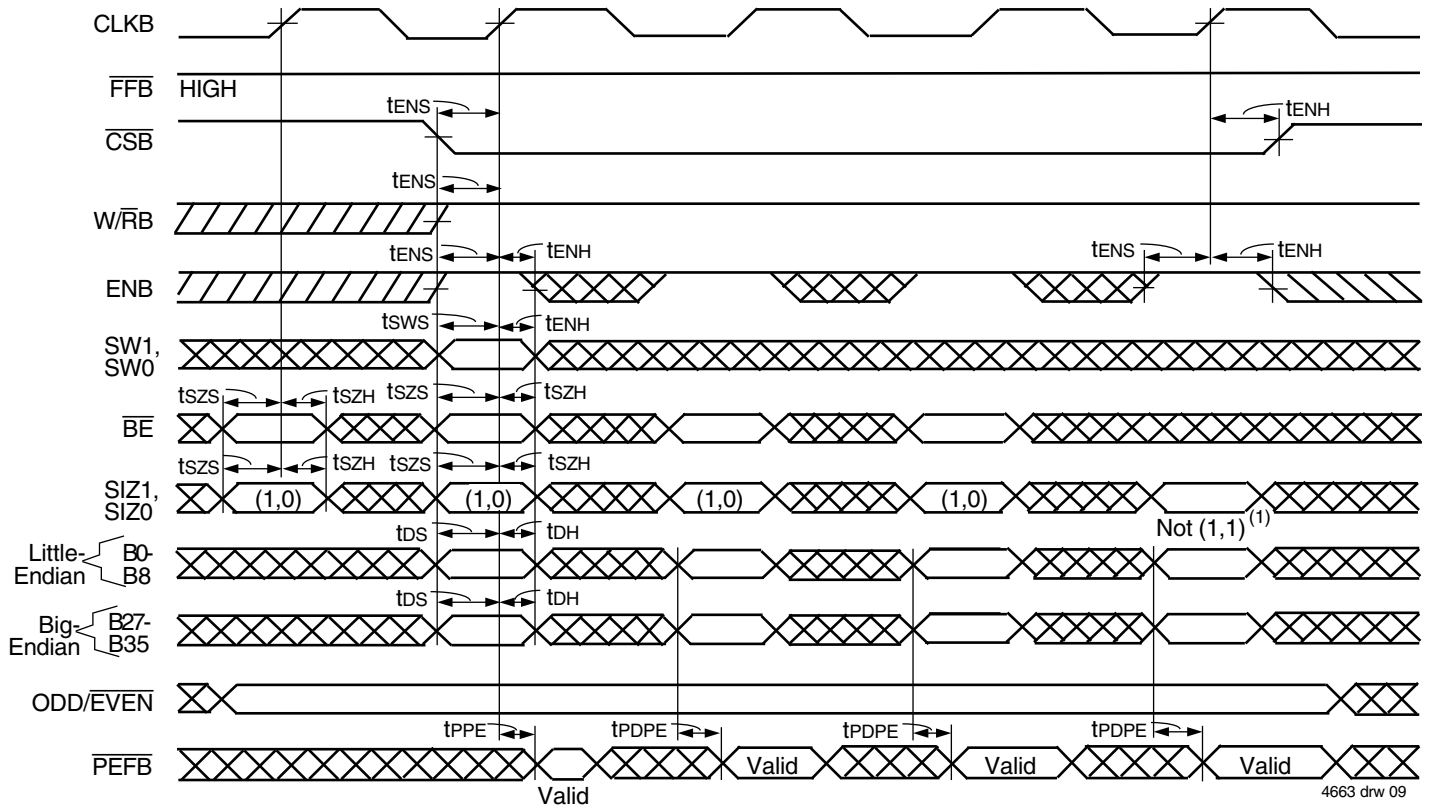 CLKB
FFB HIGH
tENS tENH
CSB
tENS
W/RB
tENS tENH tENS tENH
ENB
tSWS tENH
SW1,
SW0
tSZS tSZH tSZS tSZH
BE
tSZS tSZH tSZS tSZH
SIZ1,
SIZ0
(1,0) (1,0) (1,0) (1,0)
Not (1,1) (1)
tDS tDH
Little-
Endian
B0-
B8
tDS tDH
Big-
Endian
B27-
B35
ODD/EVEN
tPPE tPDPE tPDPE tPDPE
PEFB
Valid Valid Valid Valid
4663 drw 09